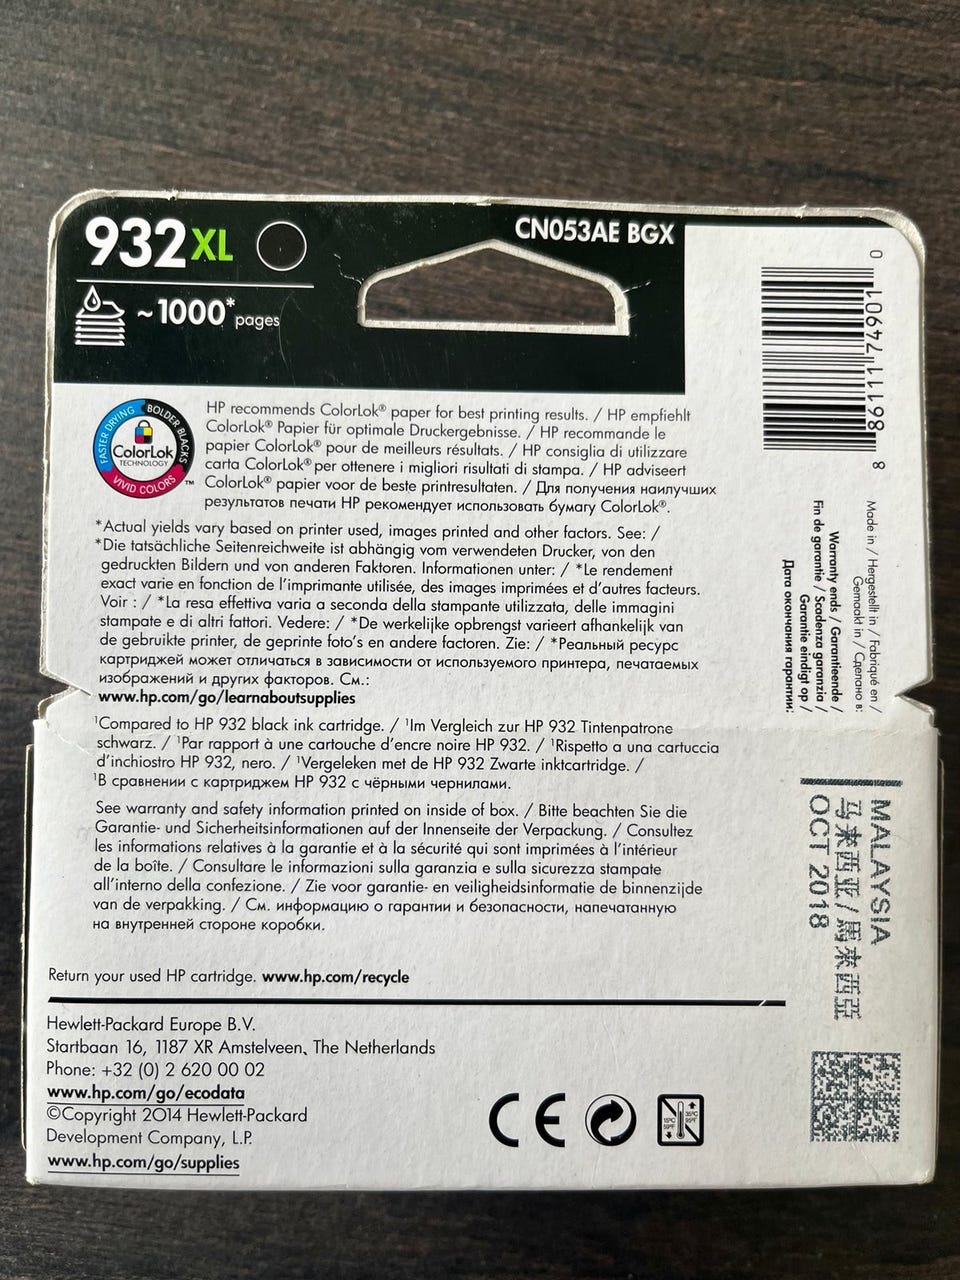 932XL
~1000* pages
CN053AE BGX
FASTER DRYING
BOLDER BLACKS
ColorLok
TECHNOLOGY
VIVID COLORS
™
HP recommends ColorLok® paper for best printing results. / HP empfiehlt
ColorLok® Papier für optimale Druckergebnisse. / HP recommande le
papier ColorLok® pour de meilleurs résultats. / HP consiglia di utilizzare
carta ColorLok® per ottenere i migliori risultati di stampa. / HP adviseert
ColorLok® papier voor de beste printresultaten. / Для получения наилучших
результатов печати HP рекомендует использовать бумагу ColorLok®.
*Actual yields vary based on printer used, images printed and other factors. See: /
*Die tatsächliche Seitenreichweite ist abhängig vom verwendeten Drucker, von den
gedruckten Bildern und von anderen Faktoren. Informationen unter: / *Le rendement
exact varie en fonction de l'imprimante utilisée, des images imprimées et d'autres facteurs.
Voir : / *La resa effettiva varia a seconda della stampante utilizzata, delle immagini
stampate e di altri fattori. Vedere: / *De werkelijke opbrengst varieert afhankelijk van
de gebruikte printer, de geprinte foto's en andere factoren. Zie: / *Реальный ресурс
картриджей может отличаться в зависимости от используемого принтера, печатаемых
изображений и других факторов. См.:
www.hp.com/go/learnaboutsupplies
¹Compared to HP 932 black ink cartridge. / ¹Im Vergleich zur HP 932 Tintenpatrone
schwarz. / ¹Par rapport à une cartouche d'encre noire HP 932. / ¹Rispetto a una cartuccia
d'inchiostro HP 932, nero. / ¹Vergeleken met de HP 932 Zwarte inktcartridge. /
¹В сравнении с картриджем HP 932 с чёрными чернилами.
See warranty and safety information printed on inside of box. / Bitte beachten Sie die
Garantie- und Sicherheitsinformationen auf der Innenseite der Verpackung. / Consultez
les informations relatives à la garantie et à la sécurité qui sont imprimées à l'intérieur
de la boîte. / Consultare le informazioni sulla garanzia e sulla sicurezza stampate
all'interno della confezione. / Zie voor garantie- en veiligheidsinformatie de binnenzijde
van de verpakking. / См. информацию о гарантии и безопасности, напечатанную
на внутренней стороне коробки.
Return your used HP cartridge. www.hp.com/recycle
Hewlett-Packard Europe B.V.
Startbaan 16, 1187 XR Amstelveen, The Netherlands
Phone: +32 (0) 2 620 00 02
www.hp.com/go/ecodata
©Copyright 2014 Hewlett-Packard
Development Company, L.P.
www.hp.com/go/supplies
CE
15°C
59°F
35°C
95°F
8 86111 74901 0
Made in / Hergestellt in / Fabriqué en /
Gemaakt in / Сделано в:
Warranty ends / Garantieende /
Fin de garantie / Scadenza garanzia /
Garantie eindigt op /
Дата окончания гарантии:
MALAYSIA
马来西亚/馬來西亞
OCT 2018